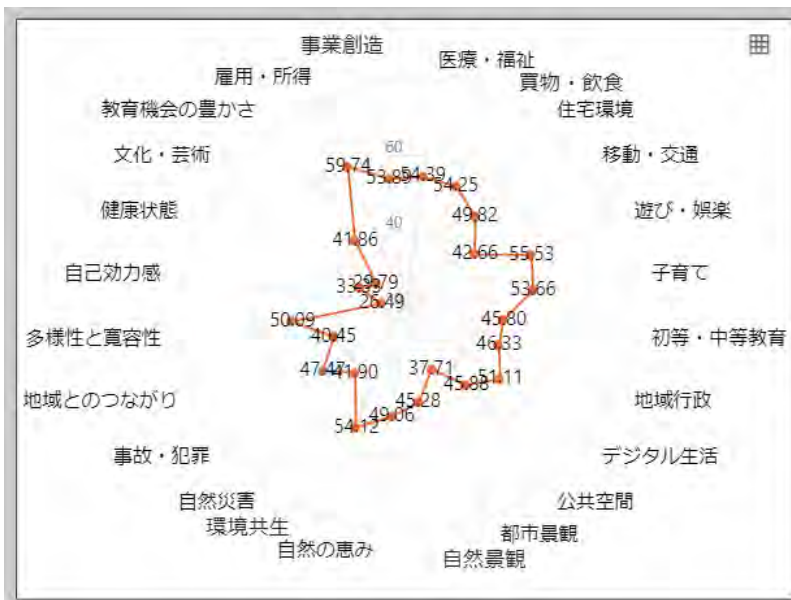 事業創造
医療・福祉
雇用・所得
買物・飲食
教育機会の豊かさ
住宅環境
文化・芸術
移動・交通
健康状態
遊び・娯楽
自己効力感
子育て
多様性と寛容性
初等・中等教育
地域とのつながり
地域行政
事故・犯罪
デジタル生活
自然災害
公共空間
環境共生
都市景観
自然の恵み
自然景観
60
40
59.74
54.39
54.25
49.82
42.66
55.53
53.66
45.80
46.33
51.11
45.88
37.71
45.28
49.06
54.12
41.90
40.45
50.09
26.49
41.86